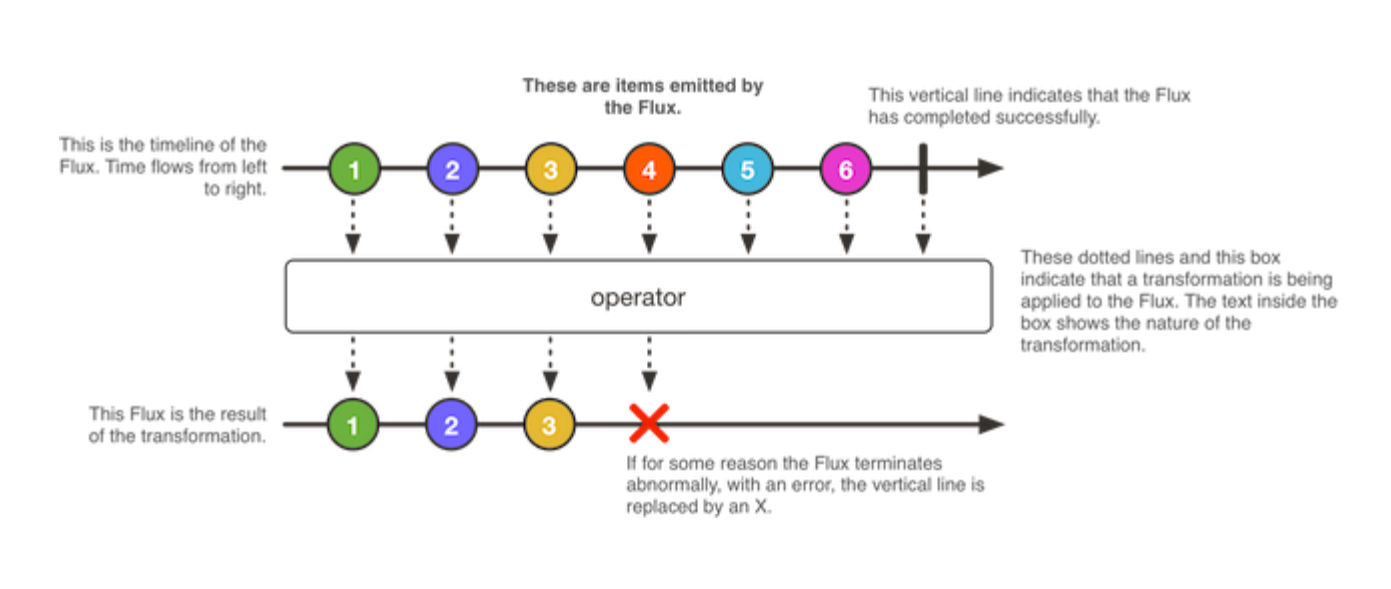 These are items emitted by
the Flux.
This vertical line indicates that the Flux
has completed successfully.
This is the timeline of the
Flux. Time flows from left
to right.
1
2
3
4
5
6
These dotted lines and this box
indicate that a transformation is being
applied to the Flux. The text inside the
box shows the nature of the
transformation.
operator
This Flux is the result
of the transformation.
1
2
3
If for some reason the Flux terminates
abnormally, with an error, the vertical line is
replaced by an X.